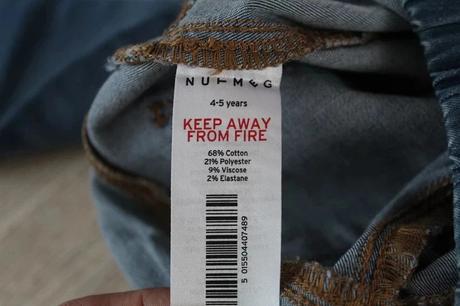 NUTMEG
4-5 years
KEEP AWAY
FROM FIRE
68% Cotton
21% Polyester
9% Viscose
2% Elastane
5 015504 407489